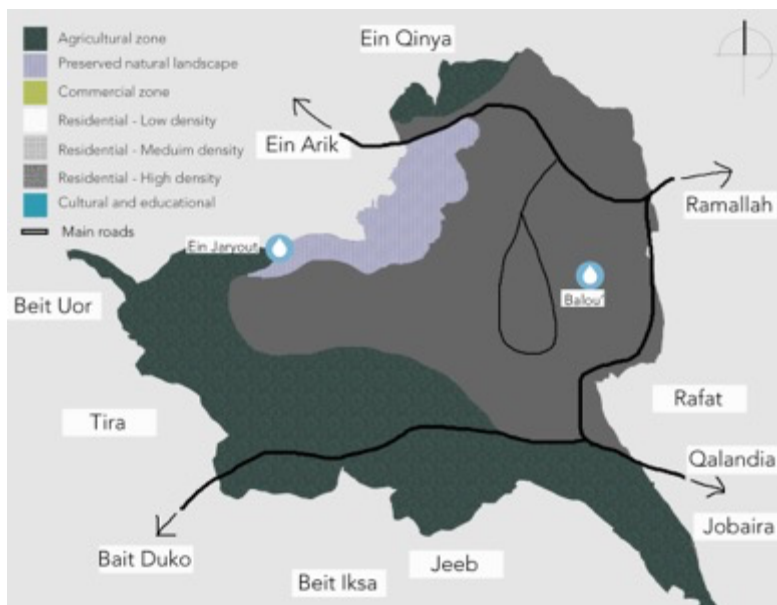 Agricultural zone
Preserved natural landscape
Commercial zone
Residential - Low density
Residential - Meduim density
Residential - High density
Cultural and educational
Main roads
Ein Qinya
Ein Arik
Ramallah
Ein Jaryout
Balou'
Beit Uor
Tira
Rafat
Qalandia
Jobaira
Bait Duko
Jeeb
Beit Iksa